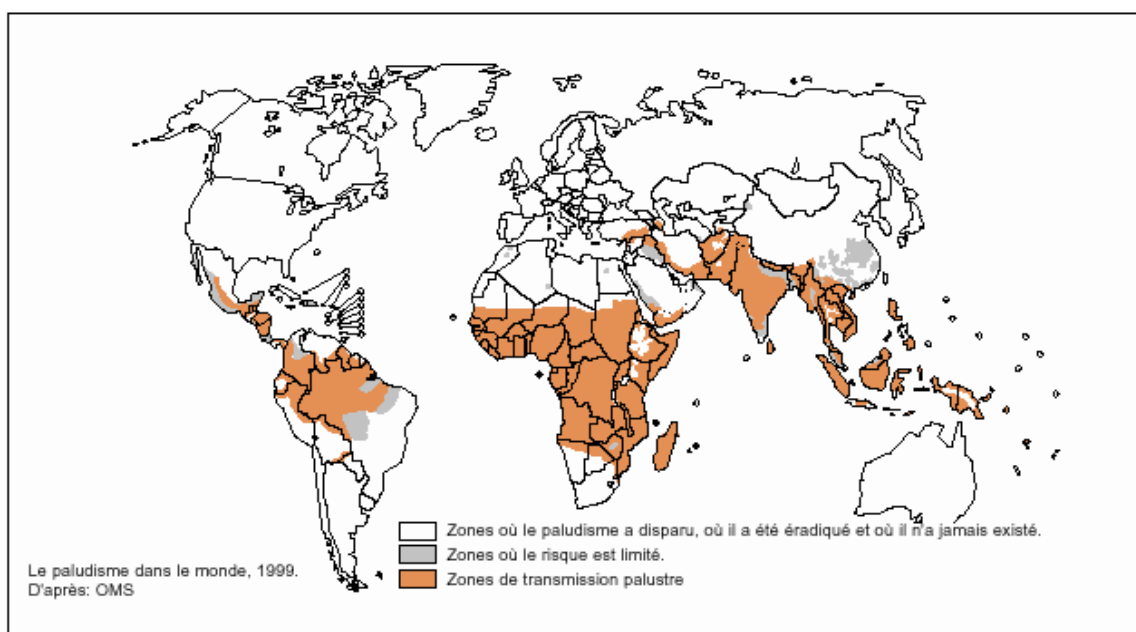 Zones où le paludisme a disparu, où il a été éradiqué et où il n'a jamais existé.
Zones où le risque est limité.
Zones de transmission palustre
Le paludisme dans le monde, 1999.
D'après: OMS